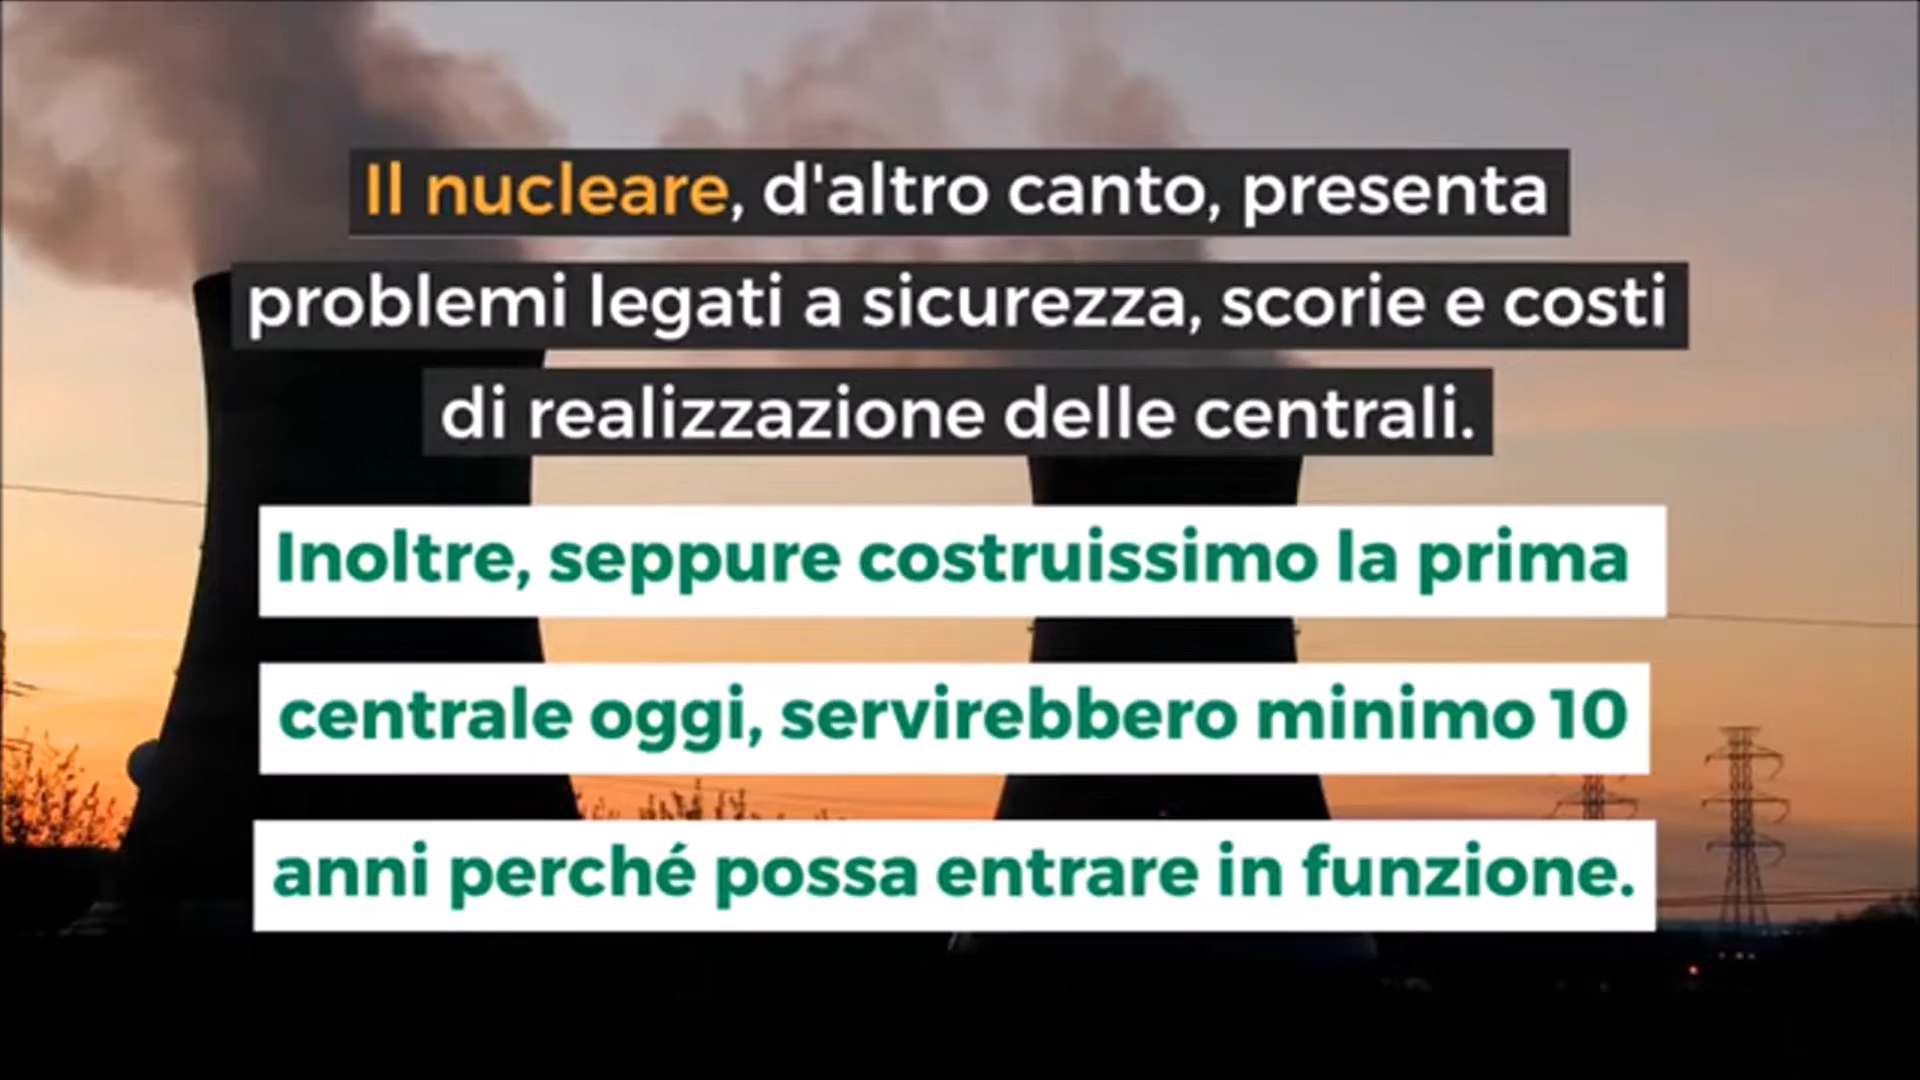 Il nucleare, d'altro canto, presenta
problemi legati a sicurezza, scorie e costi
di realizzazione delle centrali.
Inoltre, seppure costruissimo la prima
centrale oggi, servirebbero minimo 10
anni perché possa entrare in funzione.